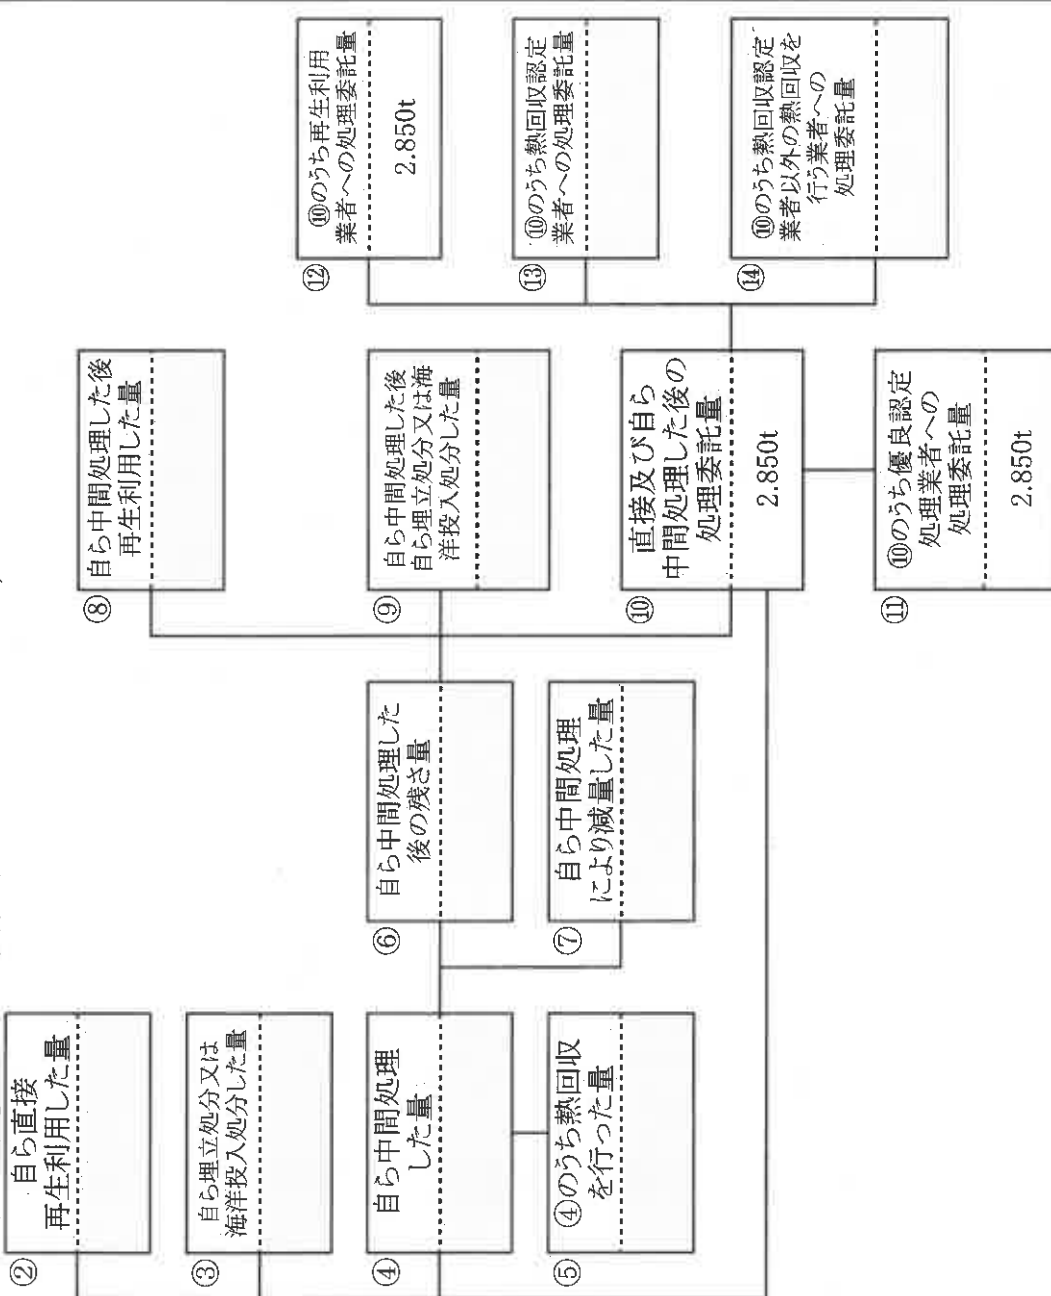 ②
自ら直接
再生利用した量
③
自ら埋立処分又は
海洋投入処分した量
④
自ら中間処理
した量
⑤
④のうち熱回収
を行った量
⑥
自ら中間処理した
後の残さ量
⑦
自ら中間処理
により減量した量
⑧
自ら中間処理した後
再生利用した量
⑨
自ら中間処理した後
自ら埋立処分又は海
洋投入処分した量
⑩
直接及び自ら
中間処理した後の
処理委託量
2.850t
⑪
⑩のうち優良認定
処理業者への
処理委託量
2.850t
⑫
⑩のうち再生利用
業者への処理委託量
2.850t
⑬
⑩のうち熱回収認定
業者への処理委託量
⑭
⑩のうち熱回収認定
業者以外の熱回収を
行う業者への
処理委託量